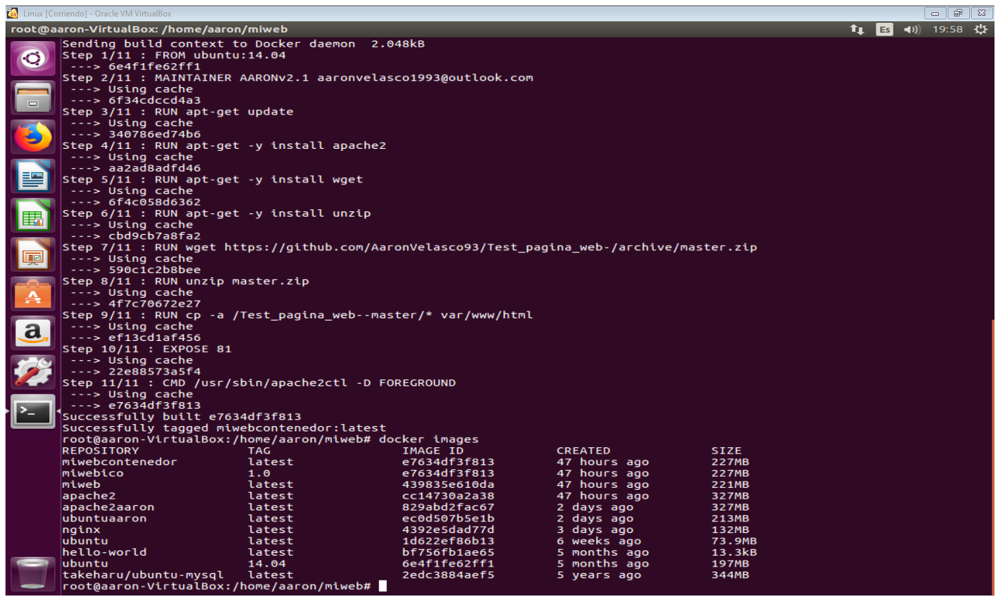 Linux [Corriendo] - Oracle VM VirtualBox
root@aaron-VirtualBox: /home/aaron/miweb Es 19:58
Sending build context to Docker daemon  2.048kB
Step 1/11 : FROM ubuntu:14.04
 ---> 6e4f1fe62ff1
Step 2/11 : MAINTAINER AARONv2.1 aaronvelasco1993@outlook.com
 ---> Using cache
 ---> 6f34cdccd4a3
Step 3/11 : RUN apt-get update
 ---> Using cache
 ---> 340786ed74b6
Step 4/11 : RUN apt-get -y install apache2
 ---> Using cache
 ---> aa2ad8adfd46
Step 5/11 : RUN apt-get -y install wget
 ---> Using cache
 ---> 6f4c058d6362
Step 6/11 : RUN apt-get -y install unzip
 ---> Using cache
 ---> cbd9cb7a8fa2
Step 7/11 : RUN wget https://github.com/AaronVelasco93/Test_pagina_web-/archive/master.zip
 ---> Using cache
 ---> 590c1c2b8bee
Step 8/11 : RUN unzip master.zip
 ---> Using cache
 ---> 4f7c70672e27
Step 9/11 : RUN cp -a /Test_pagina_web--master/* var/www/html
 ---> Using cache
 ---> ef13cd1af456
Step 10/11 : EXPOSE 81
 ---> Using cache
 ---> 22e88573a5f4
Step 11/11 : CMD /usr/sbin/apache2ctl -D FOREGROUND
 ---> Using cache
 ---> e7634df3f813
Successfully built e7634df3f813
Successfully tagged miwebcontenedor:latest
root@aaron-VirtualBox:/home/aaron/miweb# docker images
REPOSITORY TAG IMAGE ID CREATED SIZE
miwebcontenedor latest e7634df3f813 47 hours ago 227MB
miwebico 1.0 e7634df3f813 47 hours ago 227MB
miweb latest 439835e610da 47 hours ago 221MB
apache2 latest cc14730a2a38 47 hours ago 327MB
apache2aaron latest 829abd2fac67 2 days ago 327MB
ubuntuaaron latest ec0d507b5e1b 2 days ago 213MB
nginx latest 4392e5dad77d 3 days ago 132MB
ubuntu latest 1d622ef86b13 6 weeks ago 73.9MB
hello-world latest bf756fb1ae65 5 months ago 13.3kB
ubuntu 14.04 6e4f1fe62ff1 5 months ago 197MB
takeharu/ubuntu-mysql latest 2edc3884aef5 5 years ago 344MB
root@aaron-VirtualBox:/home/aaron/miweb#